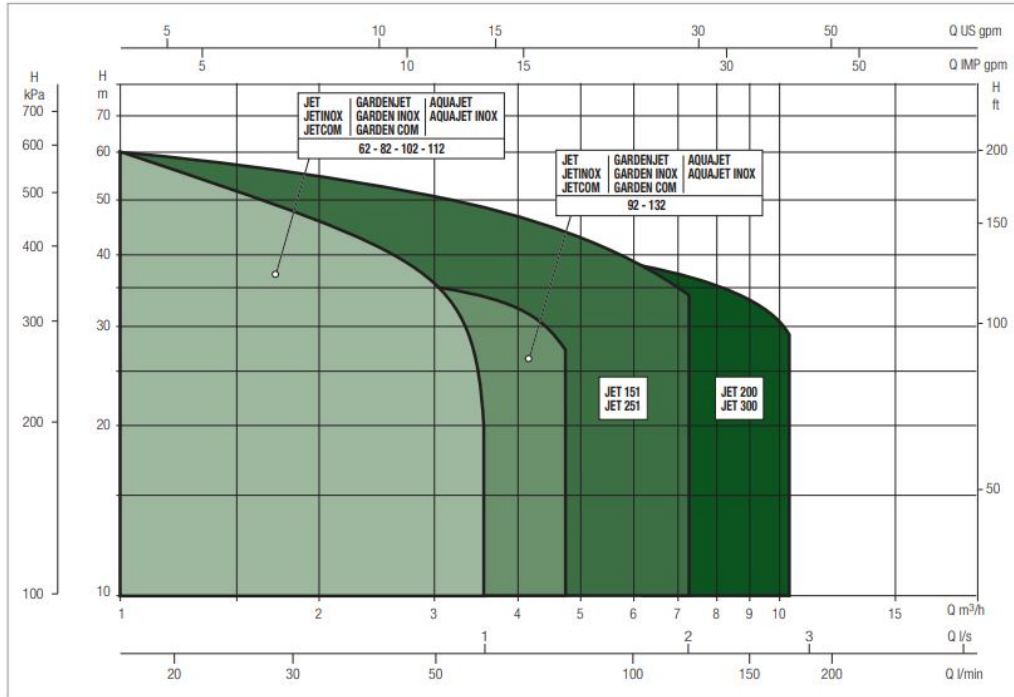 5 10 15 30 50 Q US gpm
5 10 15 30 50 Q IMP gpm
H kPa
H m
H ft
700
600
500
400
300
200
100
70
60
50
40
30
20
10
200
150
100
50
JET GARDENJET AQUAJET
JETINOX GARDEN INOX AQUAJET INOX
JETCOM GARDEN COM
62 - 82 - 102 - 112
JET GARDENJET AQUAJET
JETINOX GARDEN INOX AQUAJET INOX
JETCOM GARDEN COM
92 - 132
JET 151
JET 251
JET 200
JET 300
1 2 3 4 5 6 7 8 9 10 15 Q m³/h
1 2 3 Q l/s
20 30 50 100 150 200 Q l/min